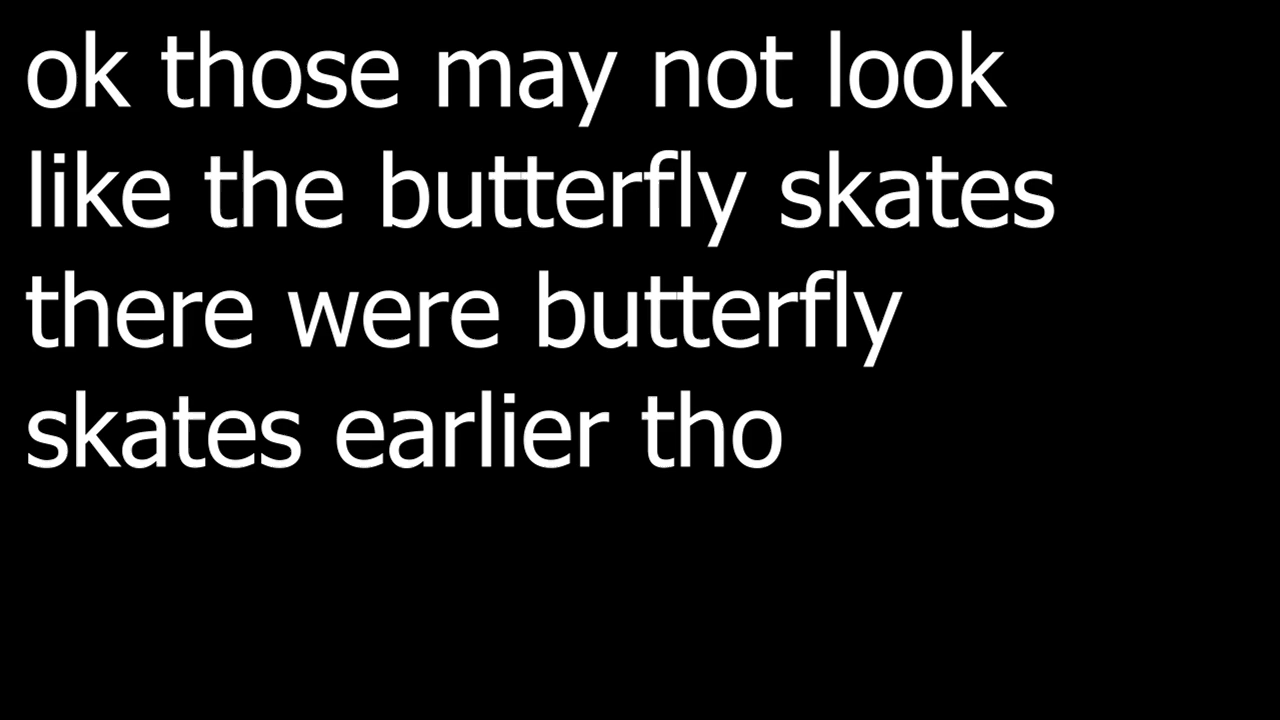 ok those may not look
like the butterfly skates
there were butterfly
skates earlier tho